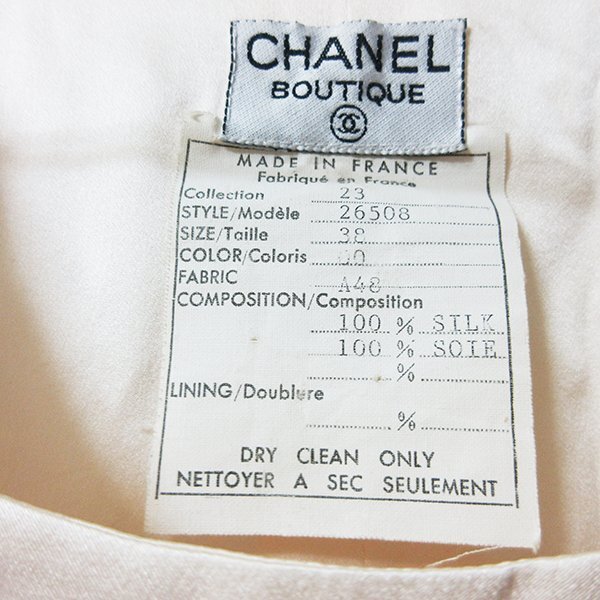 CHANEL
BOUTIQUE
MADE IN FRANCE
Fabriqué en France
Collection 23
STYLE/Modèle 26508
SIZE/Taille 38
COLOR/Coloris
FABRIC A48
COMPOSITION/Composition
100 % SILK
100 % SOIE
%
LINING/Doublure
%
DRY CLEAN ONLY
NETTOYER A SEC SEULEMENT